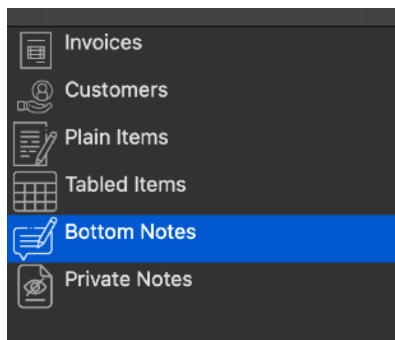 Invoices
Customers
Plain Items
Tabled Items
Bottom Notes
Private Notes